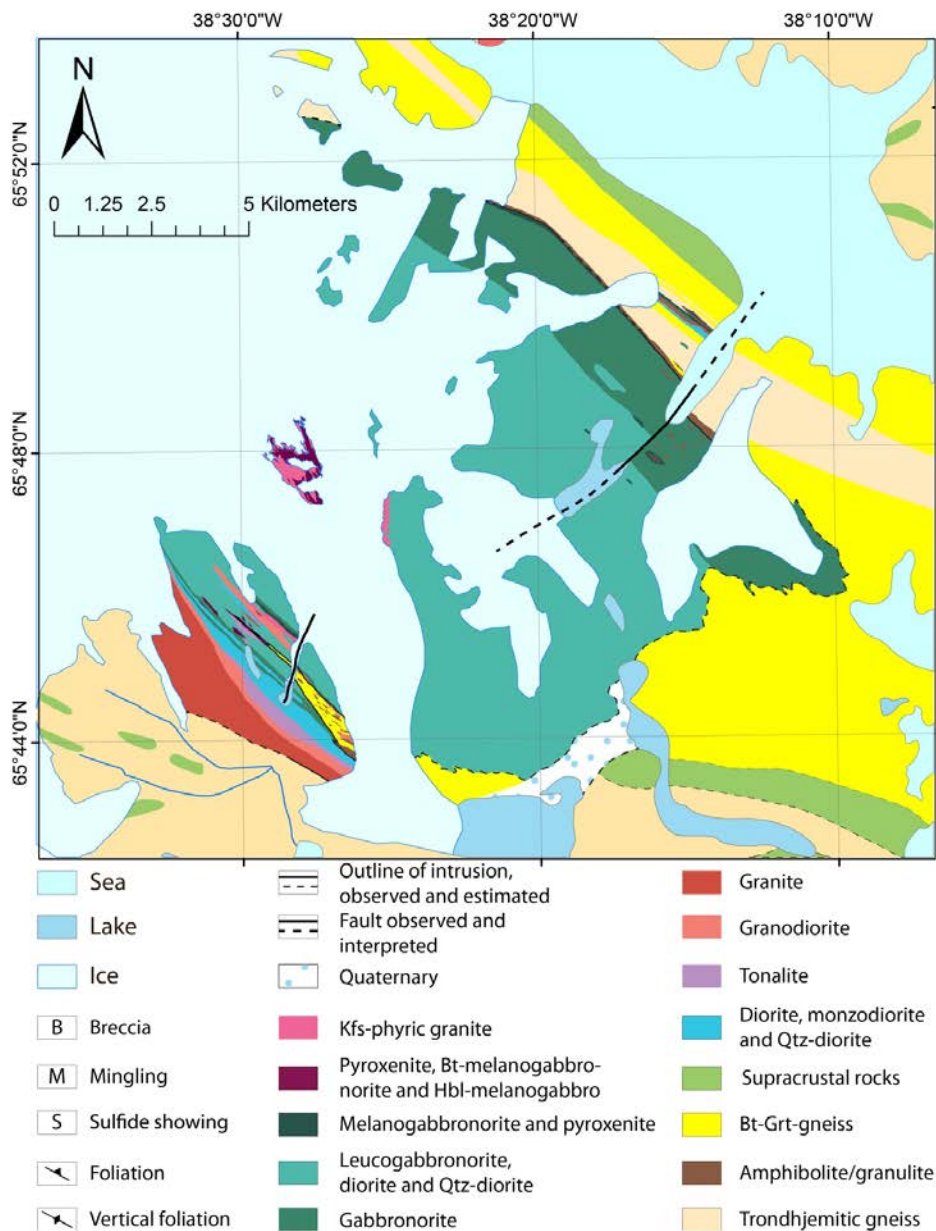 38°30'0"W 38°20'0"W 38°10'0"W
N
65°52'0"N
0 1.25 2.5 5 Kilometers
65°48'0"N
65°44'0"N
Sea
Lake
Ice
B Breccia
M Mingling
S Sulfide showing
Foliation
Vertical foliation
Outline of intrusion,
observed and estimated
Fault observed and
interpreted
Quaternary
Kfs-phyric granite
Pyroxenite, Bt-melanogabbro-
norite and Hbl-melanogabbro
Melanogabbronorite and pyroxenite
Leucogabbronorite,
diorite and Qtz-diorite
Gabbronorite
Granite
Granodiorite
Tonalite
Diorite, monzodiorite
and Qtz-diorite
Supracrustal rocks
Bt-Grt-gneiss
Amphibolite/granulite
Trondhjemitic gneiss